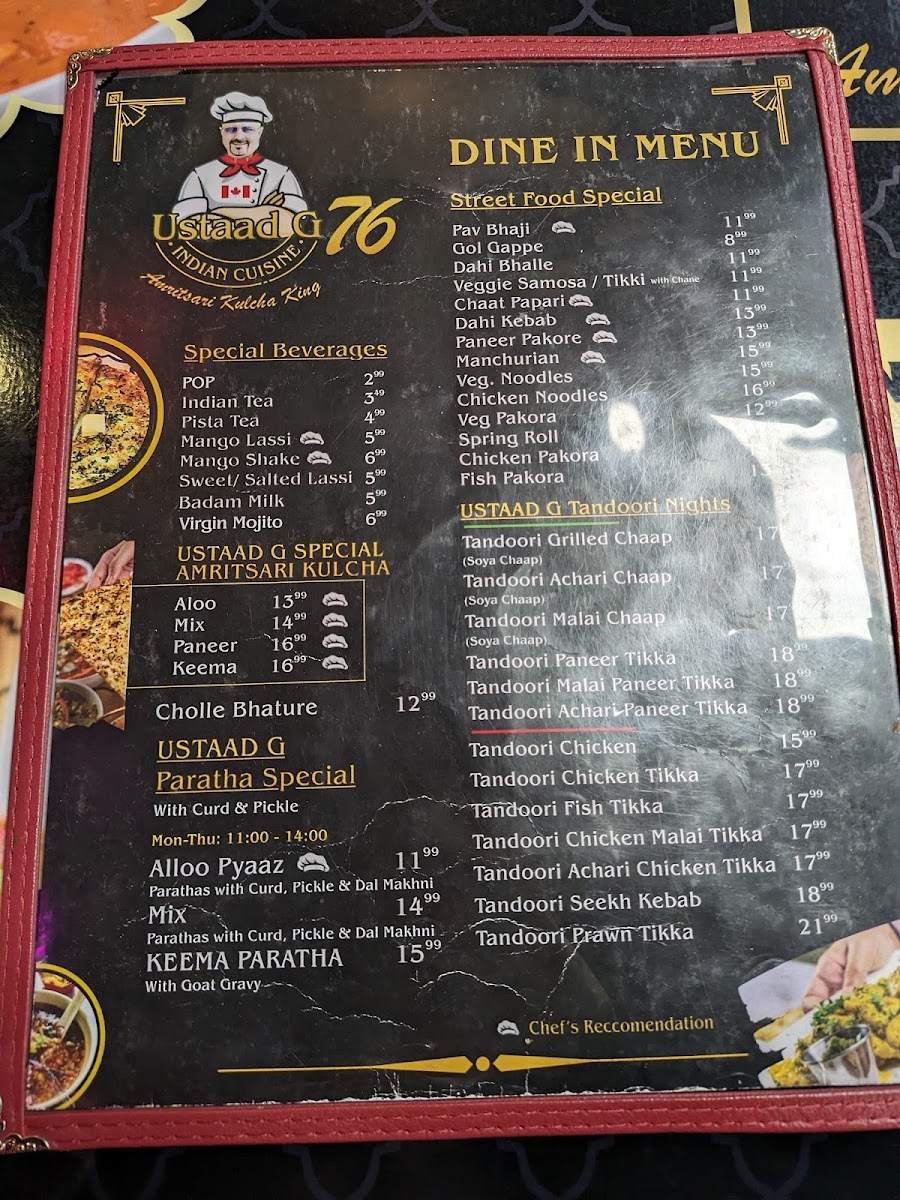 Am
Ustaad G 76
INDIAN CUISINE
Amritsari Kulcha King
Special Beverages
POP 2.99
Indian Tea 3.49
Pista Tea 4.99
Mango Lassi 5.99
Mango Shake 6.99
Sweet/ Salted Lassi 5.99
Badam Milk 5.99
Virgin Mojito 6.99
USTAAD G SPECIAL
AMRITSARI KULCHA
Aloo 13.99
Mix 14.99
Paneer 16.99
Keema 16.99
Cholle Bhature 12.99
USTAAD G
Paratha Special
With Curd & Pickle
Mon-Thu: 11:00 - 14:00
Alloo Pyaaz 11.99
Parathas with Curd, Pickle & Dal Makhni
Mix 14.99
Parathas with Curd, Pickle & Dal Makhni
KEEMA PARATHA 15.99
With Goat Gravy
DINE IN MENU
Street Food Special
Pav Bhaji 11.99
Gol Gappe 8.99
Dahi Bhalle 11.99
Veggie Samosa / Tikki with Chane 11.99
Chaat Papari 11.99
Dahi Kebab 13.99
Paneer Pakore 13.99
Manchurian 15.99
Veg. Noodles 15.99
Chicken Noodles 16.99
Veg Pakora 12.99
Spring Roll
Chicken Pakora
Fish Pakora
USTAAD G Tandoori Nights
Tandoori Grilled Chaap 17
(Soya Chaap)
Tandoori Achari Chaap 17
(Soya Chaap)
Tandoori Malai Chaap 17
(Soya Chaap)
Tandoori Paneer Tikka 18.99
Tandoori Malai Paneer Tikka 18.99
Tandoori Achari Paneer Tikka 18.99
Tandoori Chicken 15.99
Tandoori Chicken Tikka 17.99
Tandoori Fish Tikka 17.99
Tandoori Chicken Malai Tikka 17.99
Tandoori Achari Chicken Tikka 17.99
Tandoori Seekh Kebab 18.99
Tandoori Prawn Tikka 21.99
Chef's Reccomendation